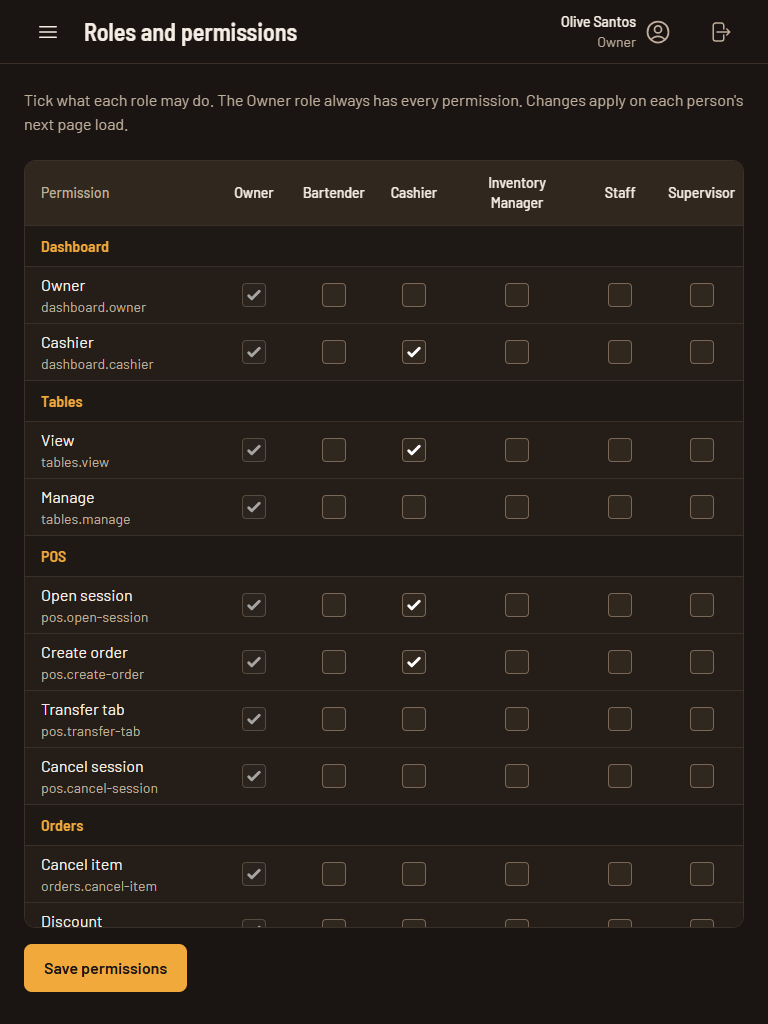 Roles and permissions
Olive Santos
Owner
Tick what each role may do. The Owner role always has every permission. Changes apply on each person's
next page load.
Permission Owner Bartender Cashier Inventory Manager Staff Supervisor
Dashboard
Owner
dashboard.owner
Cashier
dashboard.cashier
Tables
View
tables.view
Manage
tables.manage
POS
Open session
pos.open-session
Create order
pos.create-order
Transfer tab
pos.transfer-tab
Cancel session
pos.cancel-session
Orders
Cancel item
orders.cancel-item
Discount
Save permissions